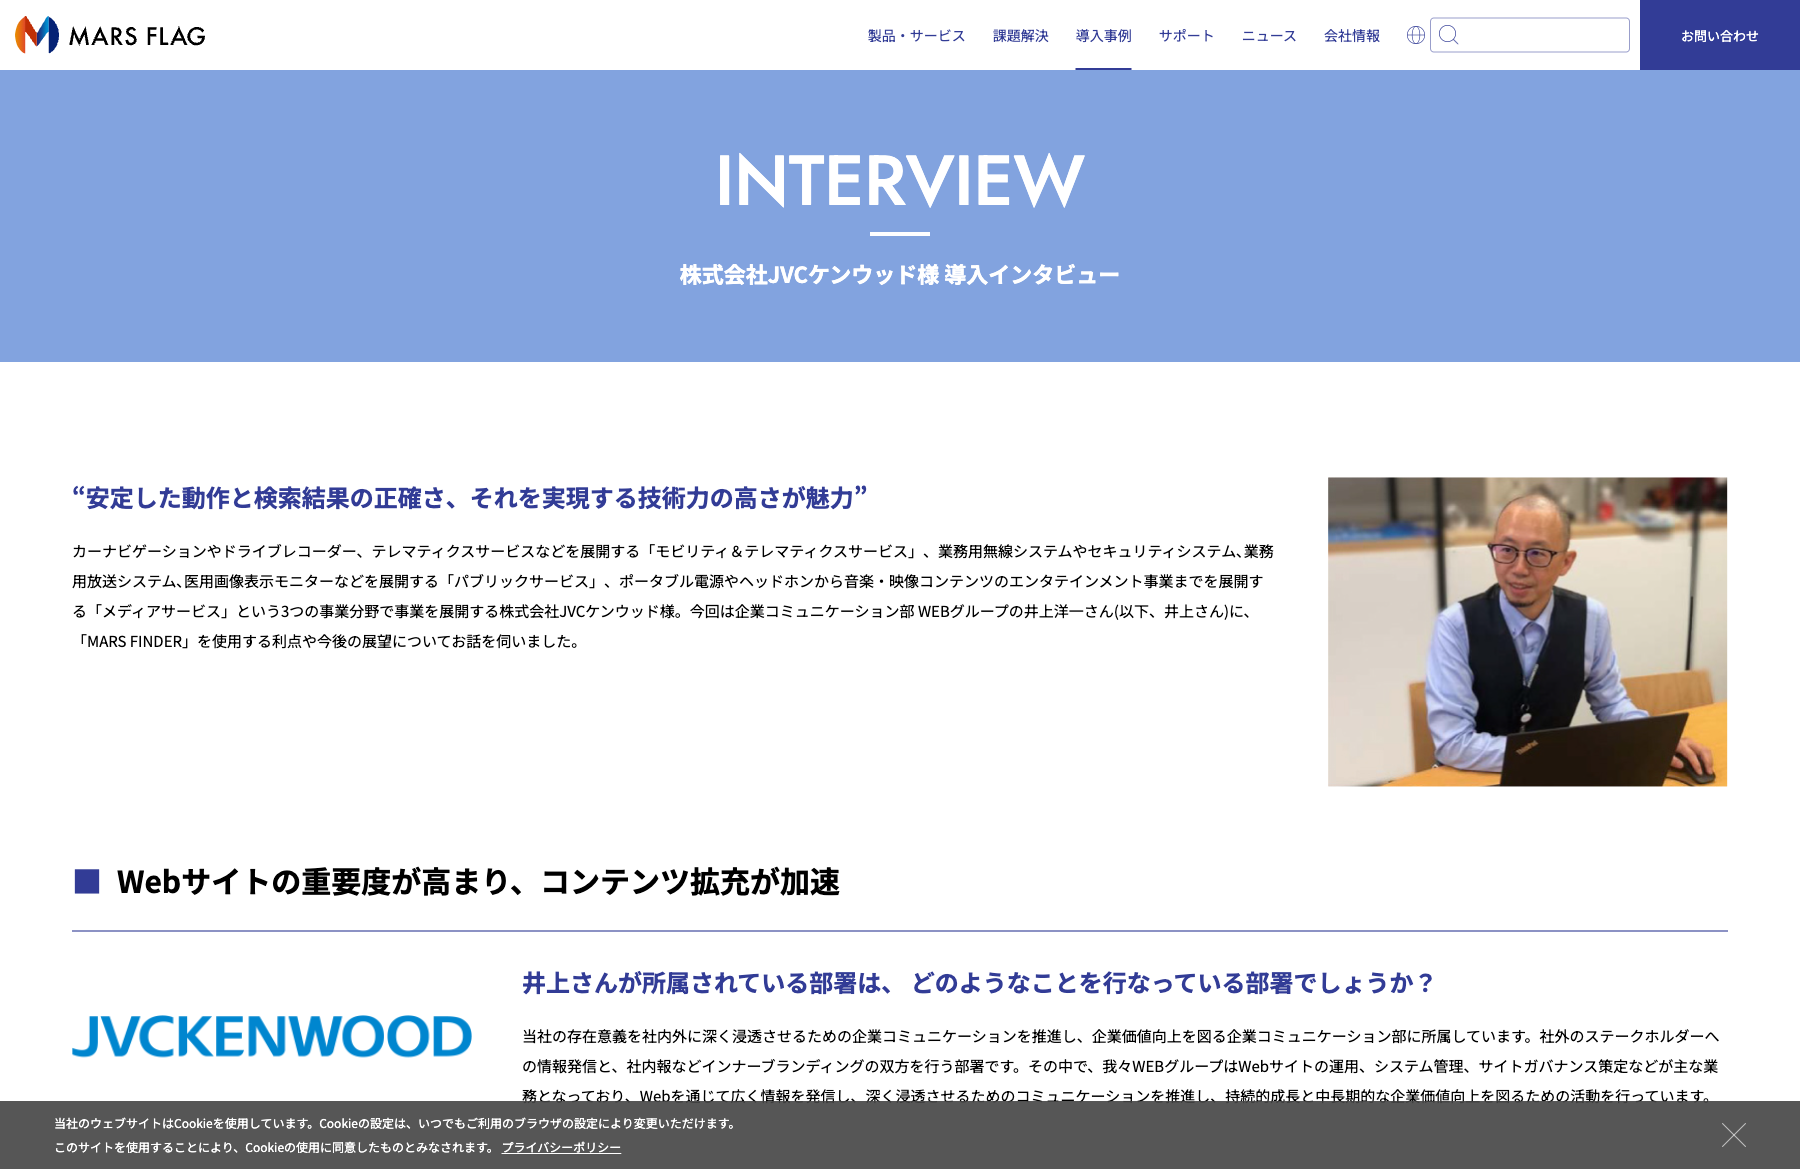 MARS FLAG
製品・サービス
課題解決
導入事例
サポート
ニュース
会社情報
お問い合わせ
INTERVIEW
株式会社JVCケンウッド様 導入インタビュー
“安定した動作と検索結果の正確さ、それを実現する技術力の高さが魅力”
カーナビゲーションやドライブレコーダー、テレマティクスサービスなどを展開する「モビリティ＆テレマティクスサービス」、業務用無線システムやセキュリティシステム､業務
用放送システム､医用画像表示モニターなどを展開する「パブリックサービス」、ポータブル電源やヘッドホンから音楽・映像コンテンツのエンタテインメント事業までを展開す
る「メディアサービス」という3つの事業分野で事業を展開する株式会社JVCケンウッド様。今回は企業コミュニケーション部 WEBグループの井上洋一さん(以下、井上さん)に、
「MARS FINDER」を使用する利点や今後の展望についてお話を伺いました。
ThinkPad
■ Webサイトの重要度が高まり、コンテンツ拡充が加速
JVCKENWOOD
井上さんが所属されている部署は、 どのようなことを行なっている部署でしょうか？
当社の存在意義を社内外に深く浸透させるための企業コミュニケーションを推進し、企業価値向上を図る企業コミュニケーション部に所属しています。社外のステークホルダーへ
の情報発信と、社内報などインナーブランディングの双方を行う部署です。その中で、我々WEBグループはWebサイトの運用、システム管理、サイトガバナンス策定などが主な業
務となっており、Webを通じて広く情報を発信し、深く浸透させるためのコミュニケーションを推進し、持続的成長と中長期的な企業価値向上を図るための活動を行っています。
当社のウェブサイトはCookieを使用しています。Cookieの設定は、いつでもご利用のブラウザの設定により変更いただけます。
このサイトを使用することにより、Cookieの使用に同意したものとみなされます。 プライバシーポリシー